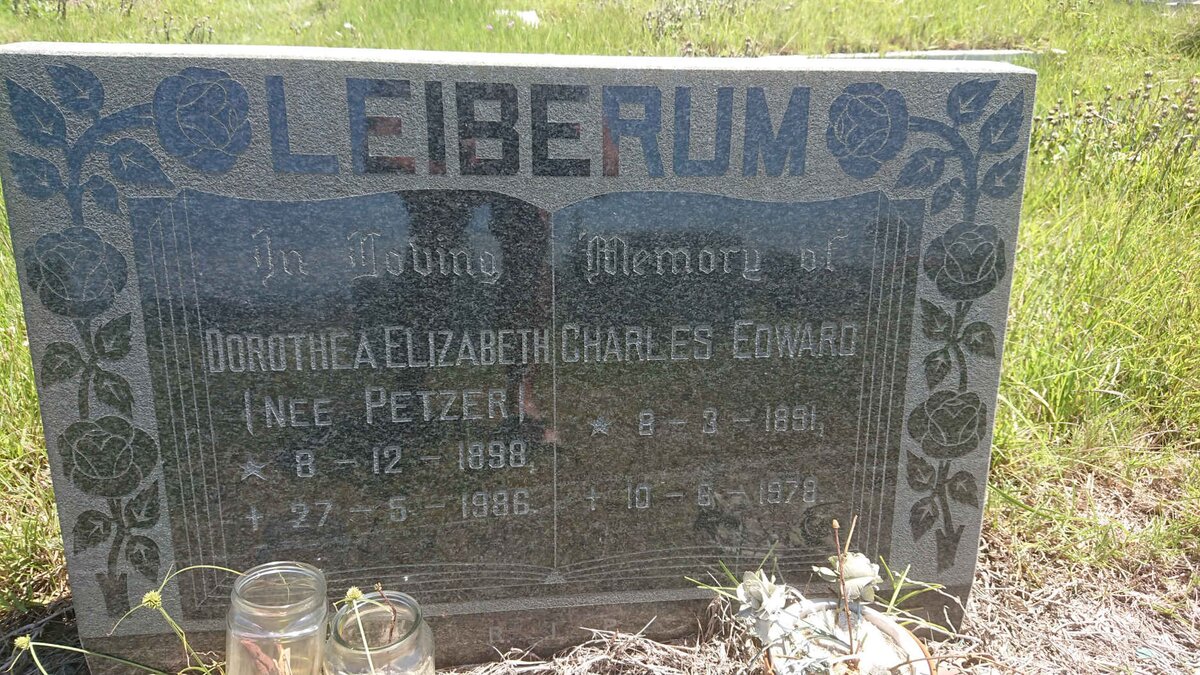 LEIBERUM
In Loving Memory of
DOROTHEA ELIZABETH
(NEE PETZER)
★ 8 - 12 - 1898,
+ 27 - 5 - 1986.
CHARLES EDWARD
★ 8 - 3 - 1891,
+ 10 - 6 - 1978
R.I.P.